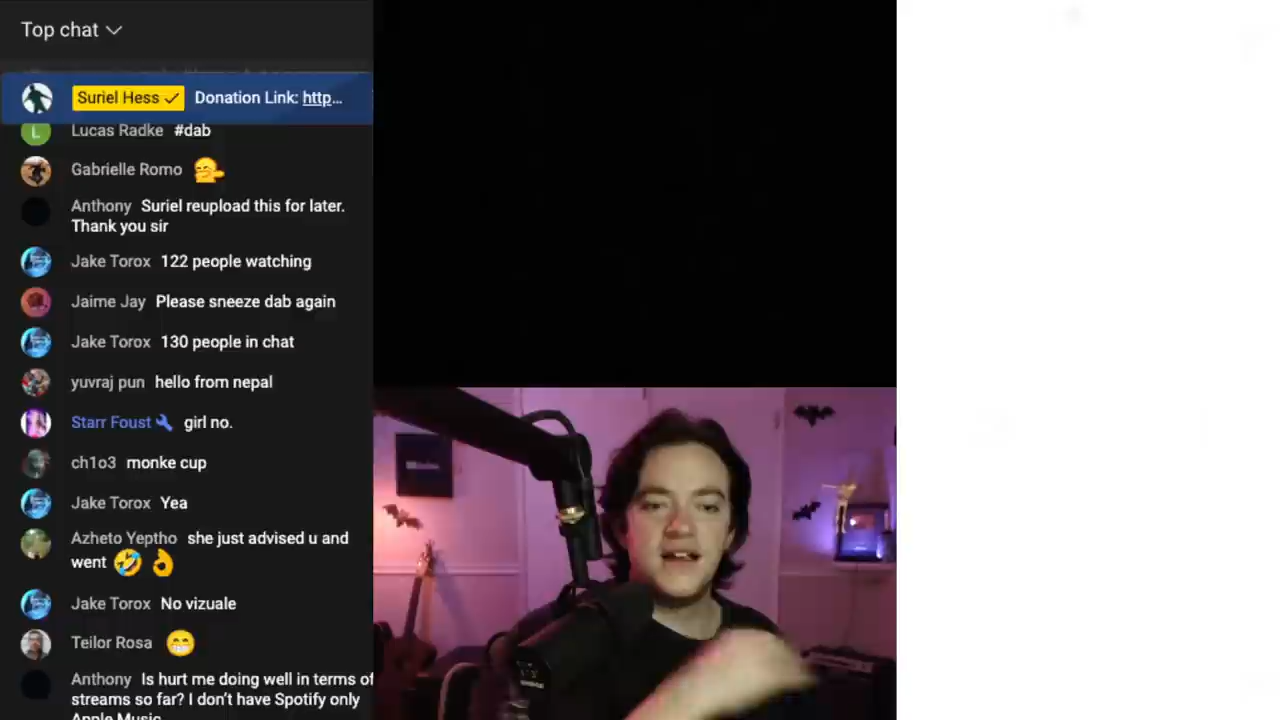 Top chat
Suriel Hess Donation Link: http...
Lucas Radke #dab
Gabrielle Romo
Anthony Suriel reupload this for later.
Thank you sir
Jake Torox 122 people watching
Jaime Jay Please sneeze dab again
Jake Torox 130 people in chat
yuvraj pun hello from nepal
Starr Foust girl no.
ch1o3 monke cup
Jake Torox Yea
Azheto Yeptho she just advised u and
went
Jake Torox No vizuale
Teilor Rosa
Anthony Is hurt me doing well in terms of
streams so far? I don't have Spotify only
Apple Music